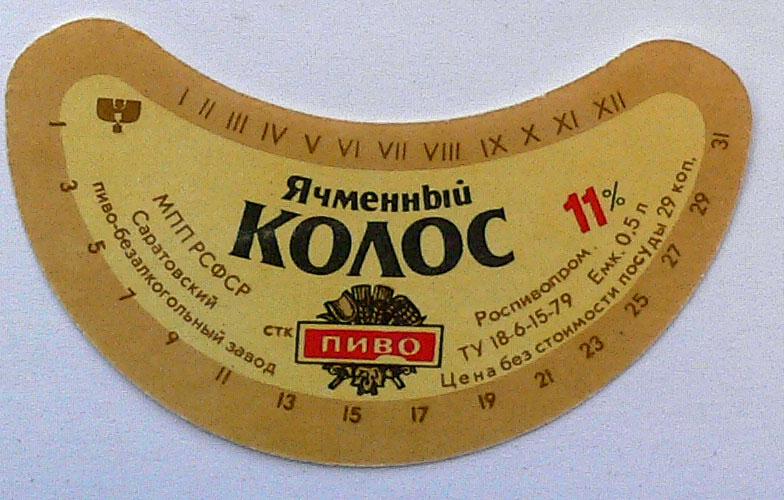 I II III IV V VI VII VIII IX X XI XII
Ячменный
КОЛОС
11%
МПП РСФСР
Саратовский
пиво-безалкогольный завод
СТК
ПИВО
Роспивопром.
ТУ 18-6-15-79 Емк. 0,5 л
Цена без стоимости посуды 29 коп.
1 3 5 7 9 11 13 15 17 19 21 23 25 27 29 31